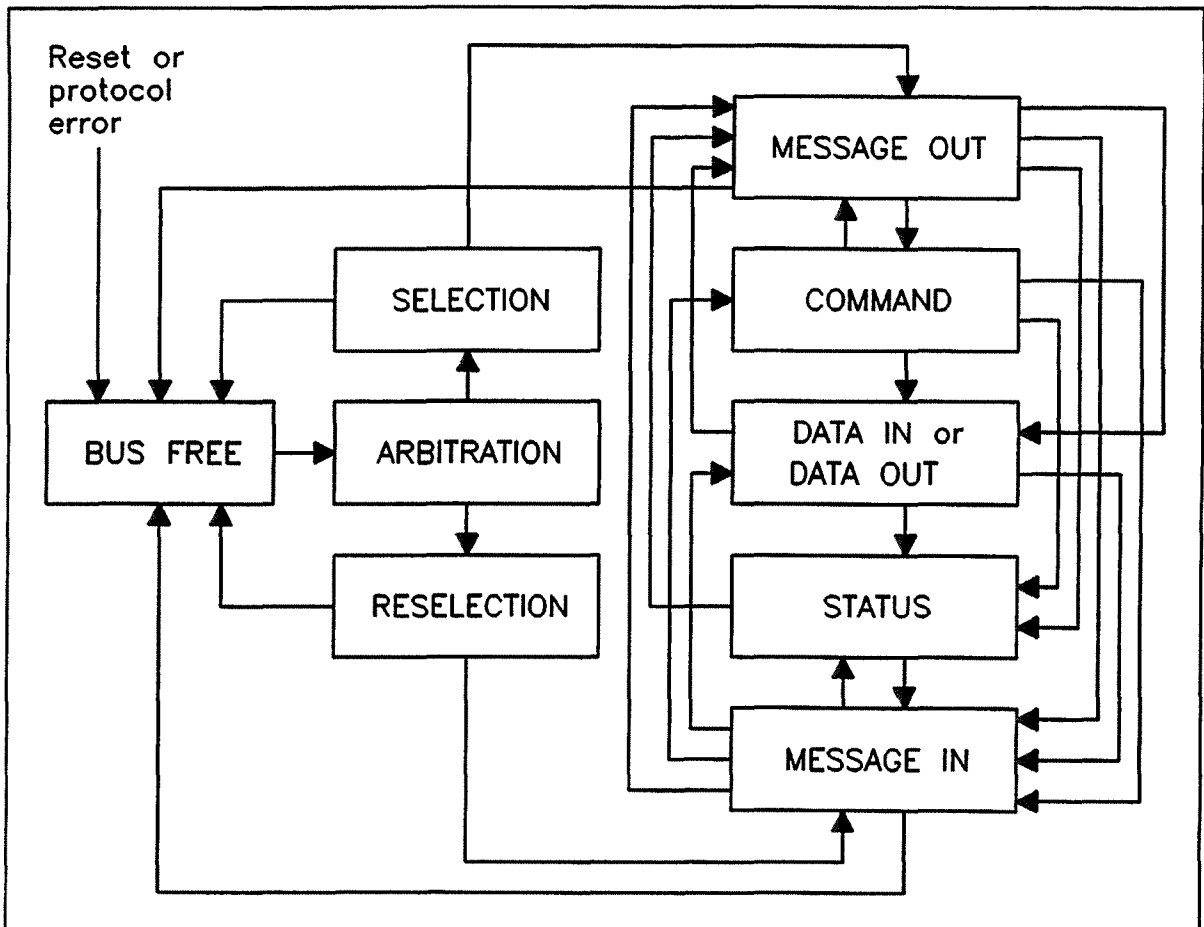 Reset or
protocol
error
MESSAGE OUT
SELECTION
COMMAND
BUS FREE
ARBITRATION
DATA IN or
DATA OUT
RESELECTION
STATUS
MESSAGE IN